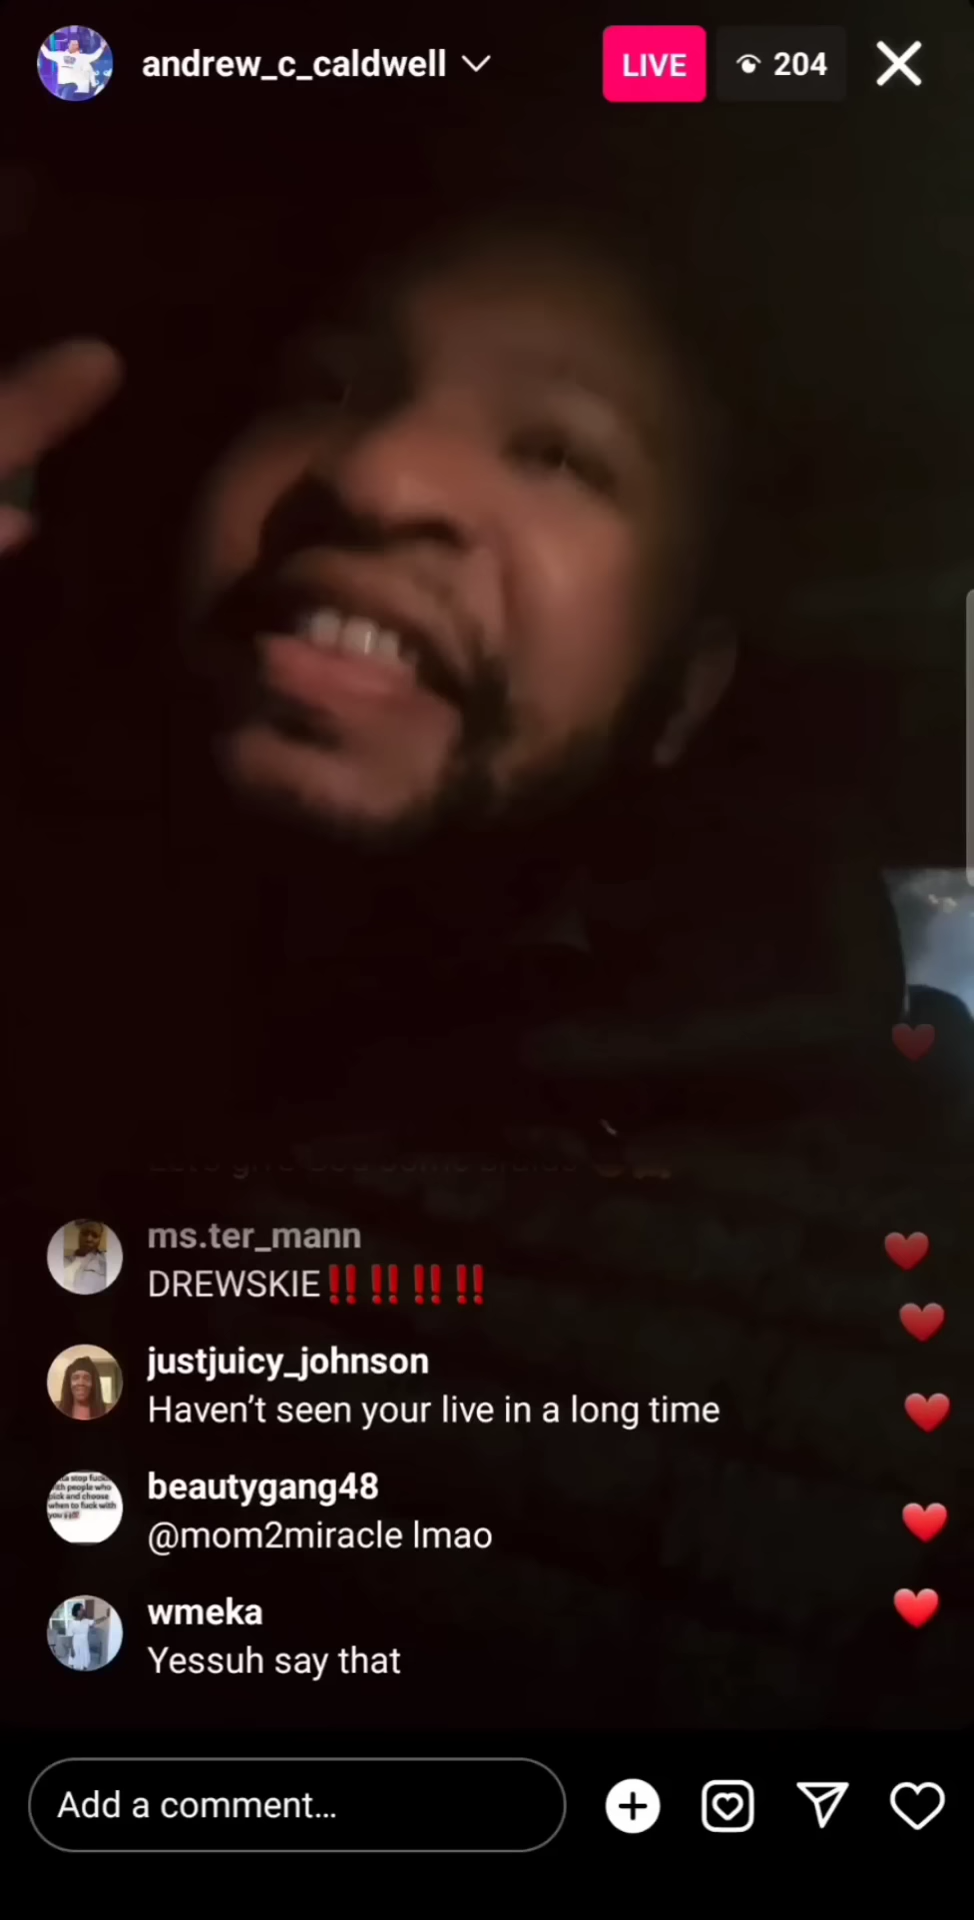 andrew_c_caldwell
LIVE
204
ms.ter_mann
DREWSKIE‼️‼️‼️‼️
justjuicy_johnson
Haven’t seen your live in a long time
beautygang48
@mom2miracle lmao
wmeka
Yessuh say that
Add a comment...